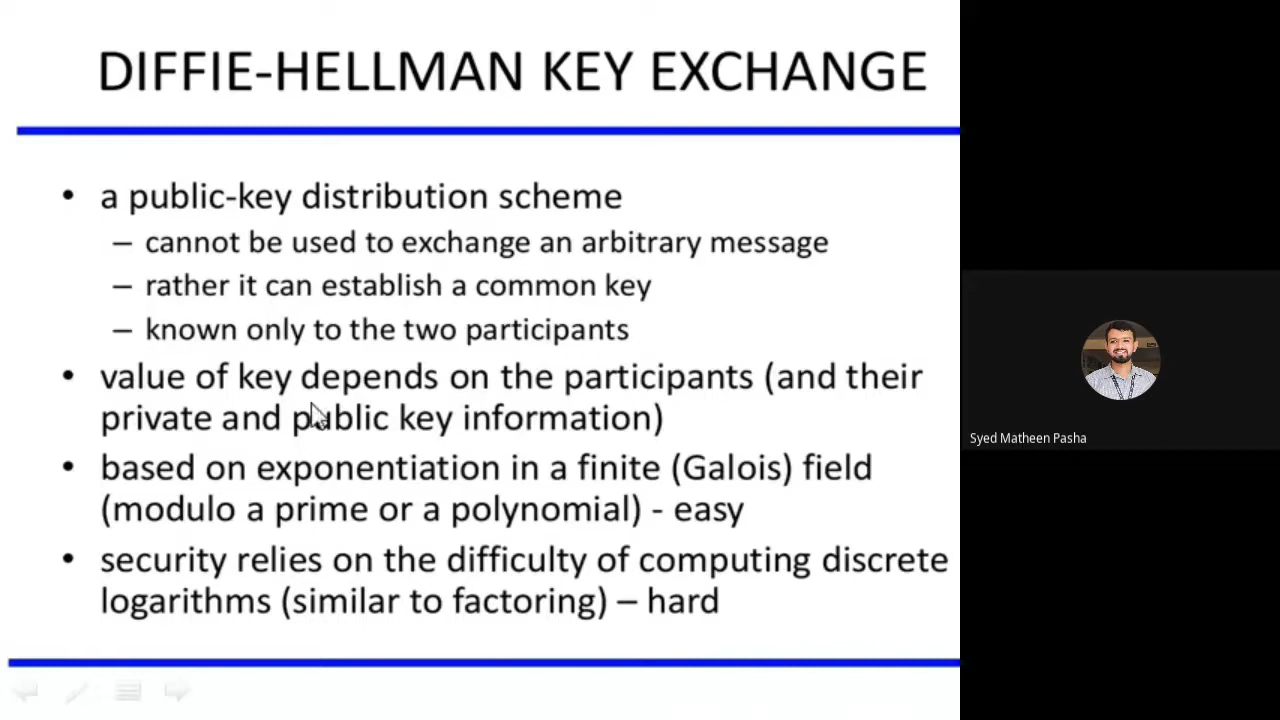 DIFFIE-HELLMAN KEY EXCHANGE
• a public-key distribution scheme
– cannot be used to exchange an arbitrary message
– rather it can establish a common key
– known only to the two participants
• value of key depends on the participants (and their
private and public key information)
• based on exponentiation in a finite (Galois) field
(modulo a prime or a polynomial) - easy
• security relies on the difficulty of computing discrete
logarithms (similar to factoring) – hard
Syed Matheen Pasha